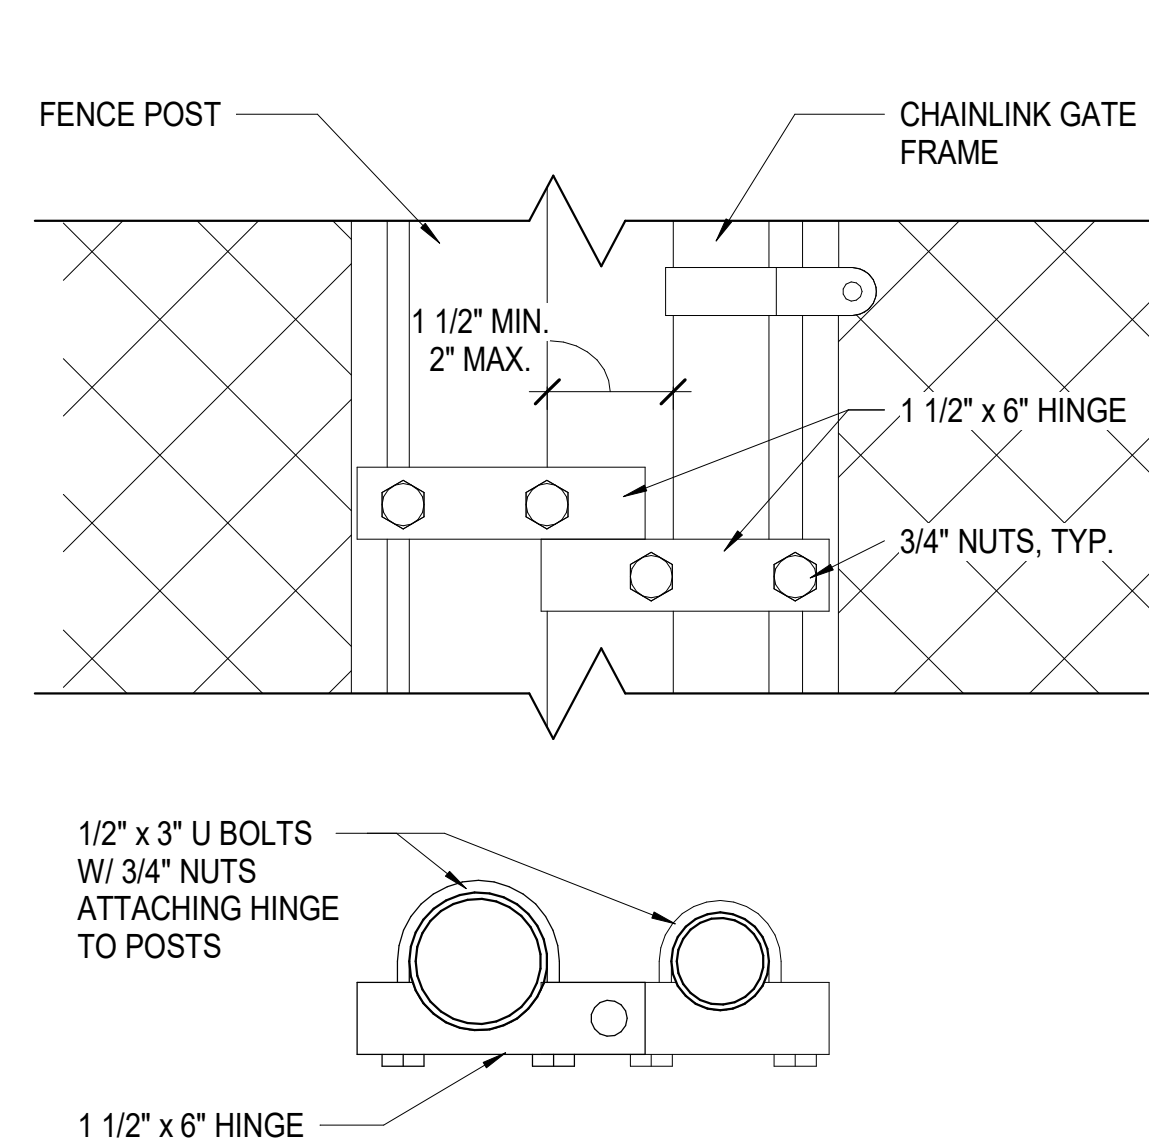 FENCE POST
CHAINLINK GATE
FRAME
1 1/2" MIN.
2" MAX.
1 1/2" x 6" HINGE
3/4" NUTS, TYP.
1/2" x 3" U BOLTS
W/ 3/4" NUTS
ATTACHING HINGE
TO POSTS
1 1/2" x 6" HINGE